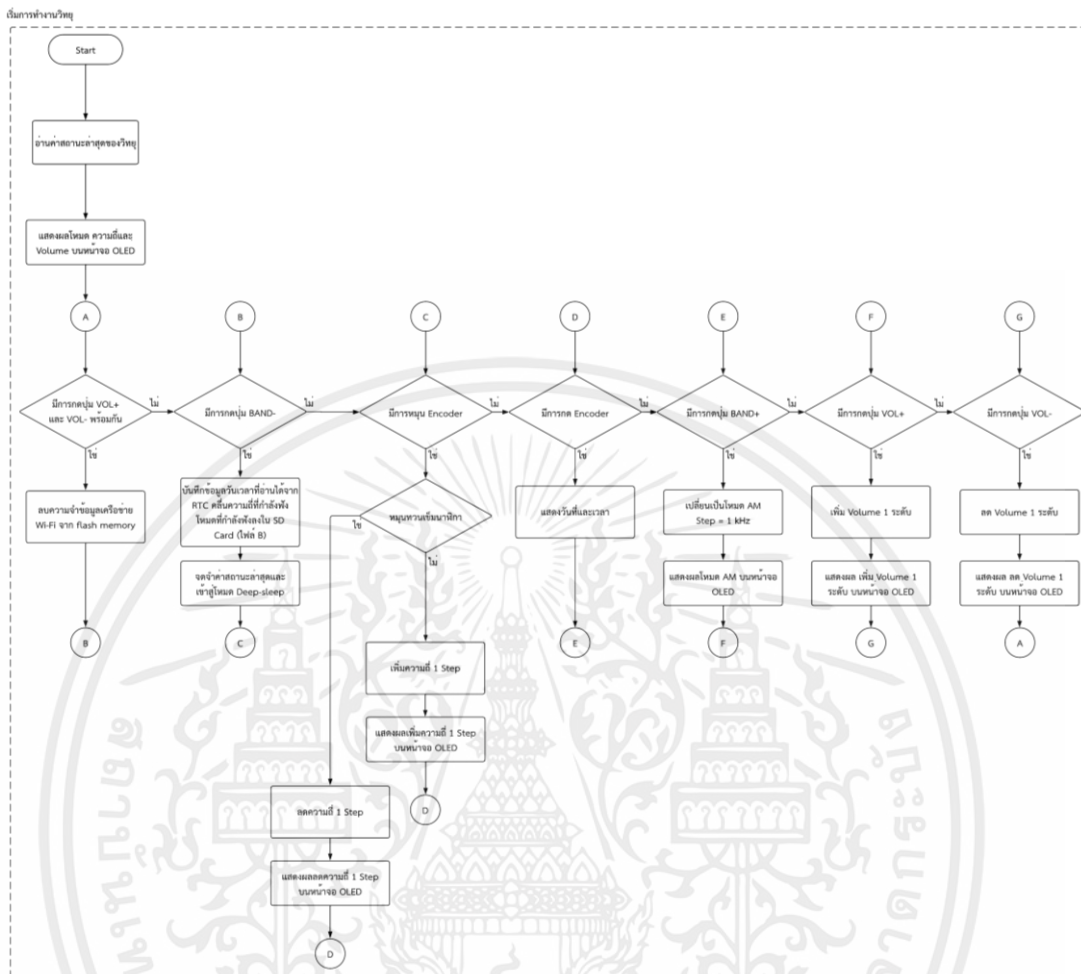 เริ่มการทำงานวิทยุ
Start
อ่านค่าสถานะล่าสุดของวิทยุ
แสดงผลโหมด ความถี่และ
Volume บนหน้าจอ OLED
A
B
C
D
E
F
G
มีการกดปุ่ม VOL+
และ VOL- พร้อมกัน
ไม่
มีการกดปุ่ม BAND-
ไม่
มีการหมุน Encoder
ไม่
มีการกด Encoder
ไม่
มีการกดปุ่ม BAND+
ไม่
มีการกดปุ่ม VOL+
ไม่
มีการกดปุ่ม VOL-
ใช่
ใช่
ใช่
ใช่
ใช่
ใช่
ใช่
ลบความจำข้อมูลเครือข่าย
Wi-Fi จาก flash memory
B
บันทึกข้อมูลวันเวลาที่อ่านได้จาก
RTC คลื่นความถี่ที่กำลังฟัง
โหมดที่กำลังฟังลงใน SD
Card (ไฟล์ B)
จดจำค่าสถานะล่าสุดและ
เข้าสู่โหมด Deep-sleep
C
ใช่
หมุนทวนเข็มนาฬิกา
ไม่
เพิ่มความถี่ 1 Step
แสดงผลเพิ่มความถี่ 1 Step
บนหน้าจอ OLED
D
ลดความถี่ 1 Step
แสดงผลลดความถี่ 1 Step
บนหน้าจอ OLED
D
แสดงวันที่และเวลา
E
เปลี่ยนเป็นโหมด AM
Step = 1 kHz
แสดงผลโหมด AM บนหน้าจอ
OLED
F
เพิ่ม Volume 1 ระดับ
แสดงผล เพิ่ม Volume 1
ระดับ บนหน้าจอ OLED
G
ลด Volume 1 ระดับ
แสดงผล ลด Volume 1
ระดับ บนหน้าจอ OLED
A